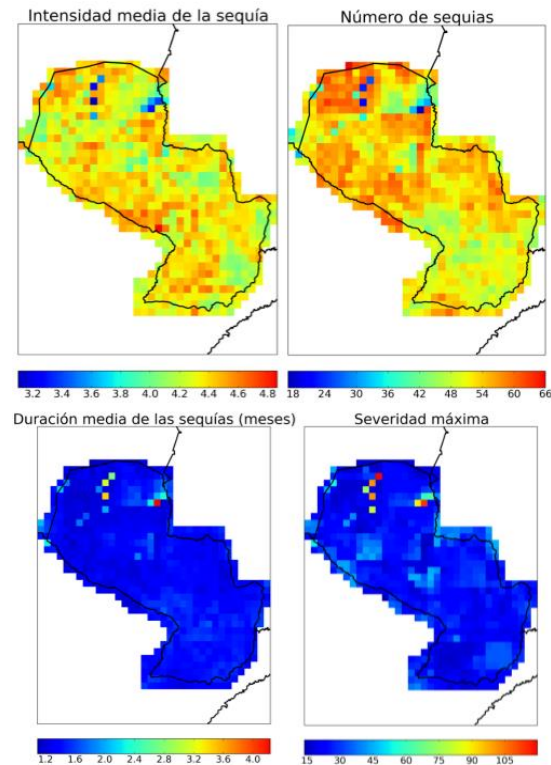 Intensidad media de la sequía
Número de sequias
3.2 3.4 3.6 3.8 4.0 4.2 4.4 4.6 4.8
18 24 30 36 42 48 54 60 66
Duración media de las sequías (meses)
Severidad máxima
1.2 1.6 2.0 2.4 2.8 3.2 3.6 4.0
15 30 45 60 75 90 105